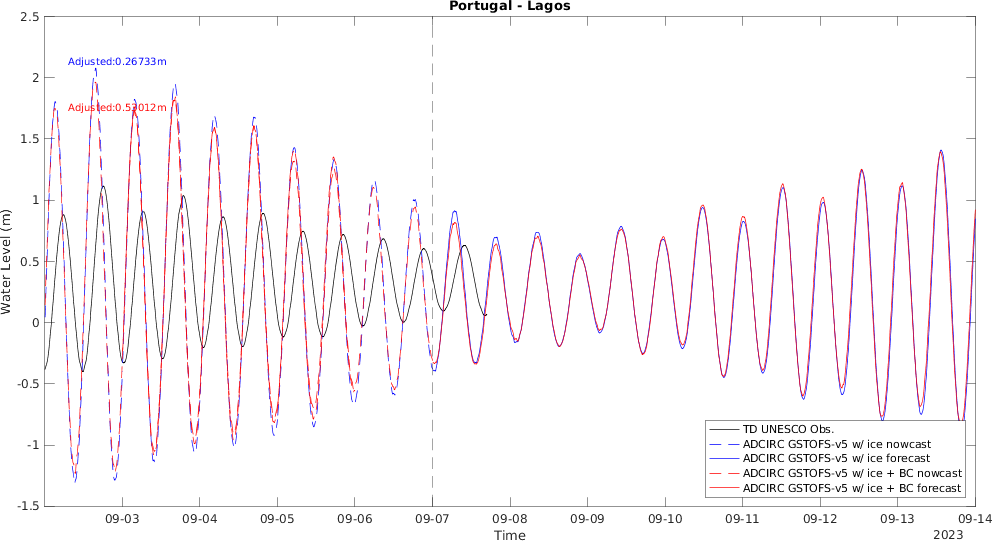 Portugal - Lagos
2.5
2
1.5
1
0.5
0
-0.5
-1
-1.5
Water Level (m)
Adjusted:0.26733m
Adjusted:0.53012m
TD UNESCO Obs.
ADCIRC GSTOFS-v5 w/ ice nowcast
ADCIRC GSTOFS-v5 w/ ice forecast
ADCIRC GSTOFS-v5 w/ ice + BC nowcast
ADCIRC GSTOFS-v5 w/ ice + BC forecast
09-03 09-04 09-05 09-06 09-07 09-08 09-09 09-10 09-11 09-12 09-13 09-14
Time
2023